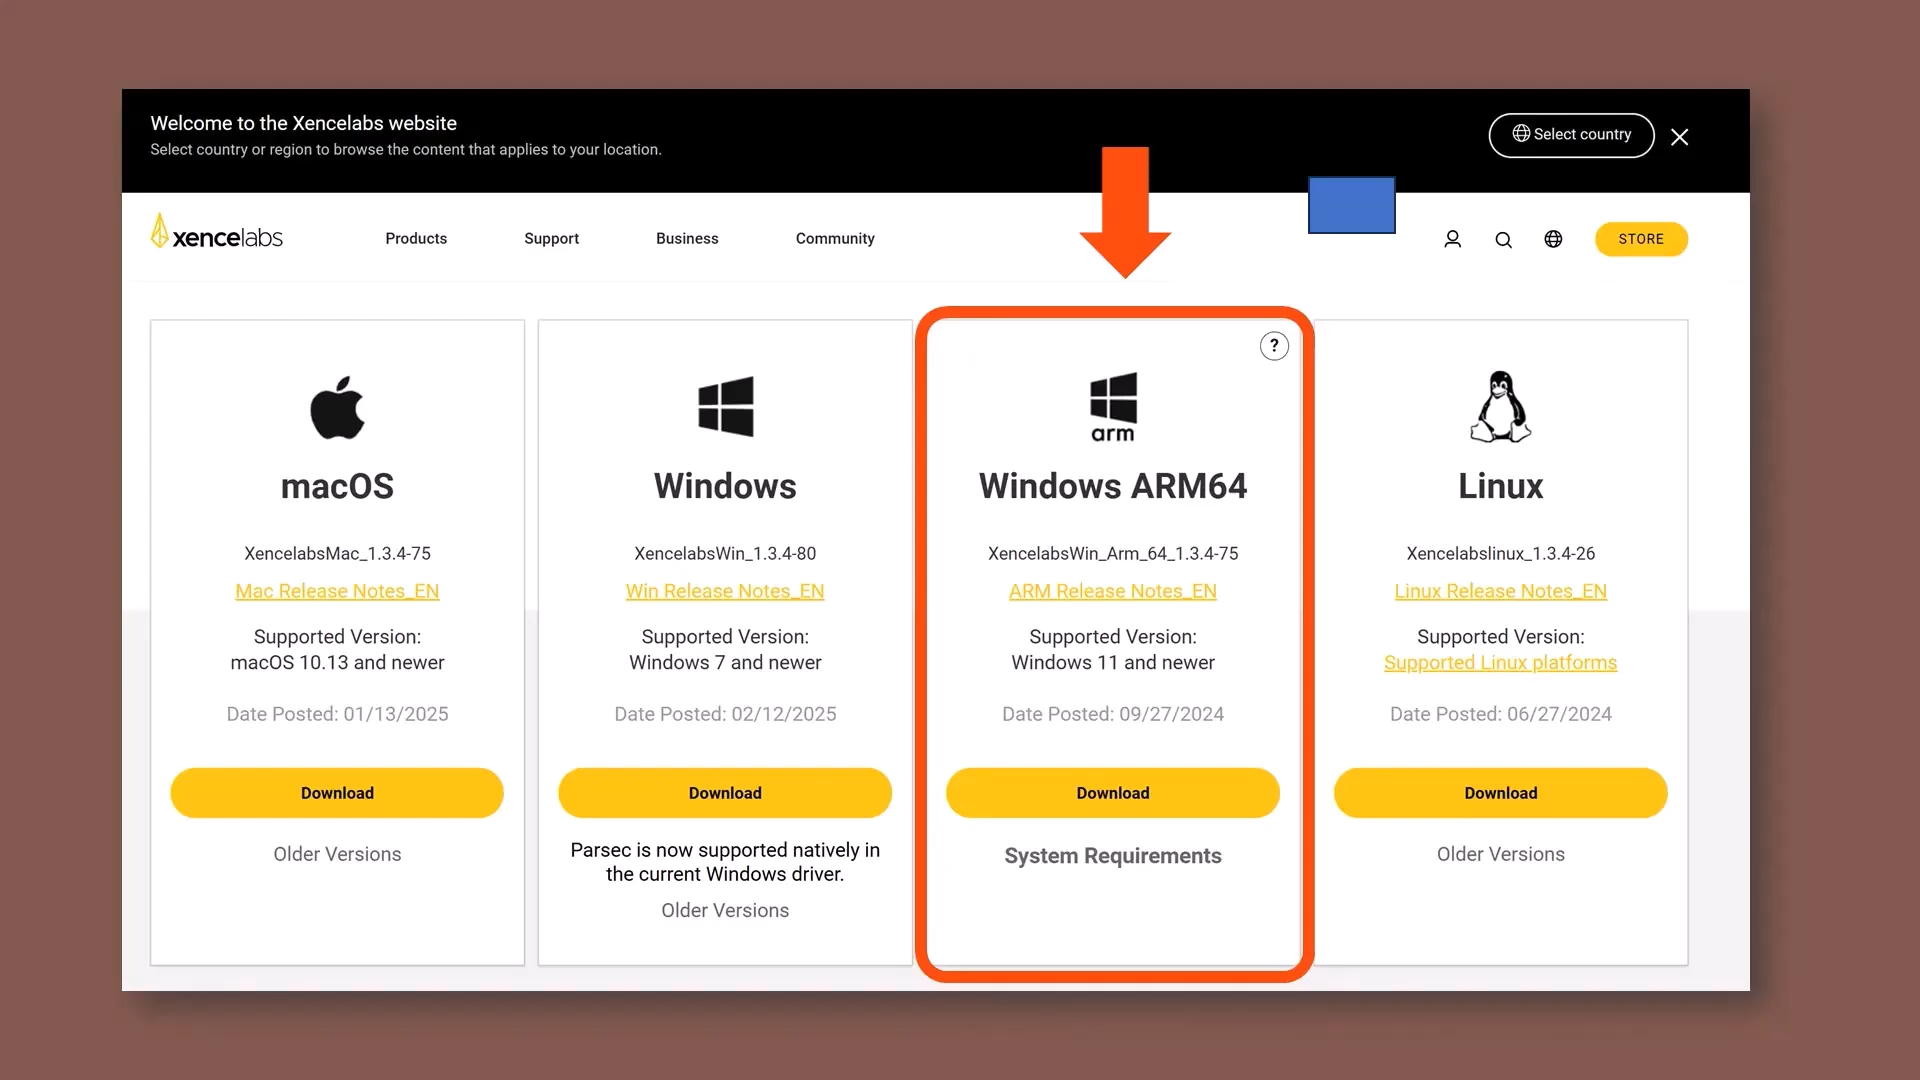 Welcome to the Xencelabs website
Select country or region to browse the content that applies to your location.
Select country
xencelabs
Products
Support
Business
Community
STORE
macOS
XencelabsMac_1.3.4-75
Mac Release Notes_EN
Supported Version:
macOS 10.13 and newer
Date Posted: 01/13/2025
Download
Older Versions
Windows
XencelabsWin_1.3.4-80
Win Release Notes_EN
Supported Version:
Windows 7 and newer
Date Posted: 02/12/2025
Download
Parsec is now supported natively in
the current Windows driver.
Older Versions
?
arm
Windows ARM64
XencelabsWin_Arm_64_1.3.4-75
ARM Release Notes_EN
Supported Version:
Windows 11 and newer
Date Posted: 09/27/2024
Download
System Requirements
Linux
Xencelabslinux_1.3.4-26
Linux Release Notes_EN
Supported Version:
Supported Linux platforms
Date Posted: 06/27/2024
Download
Older Versions